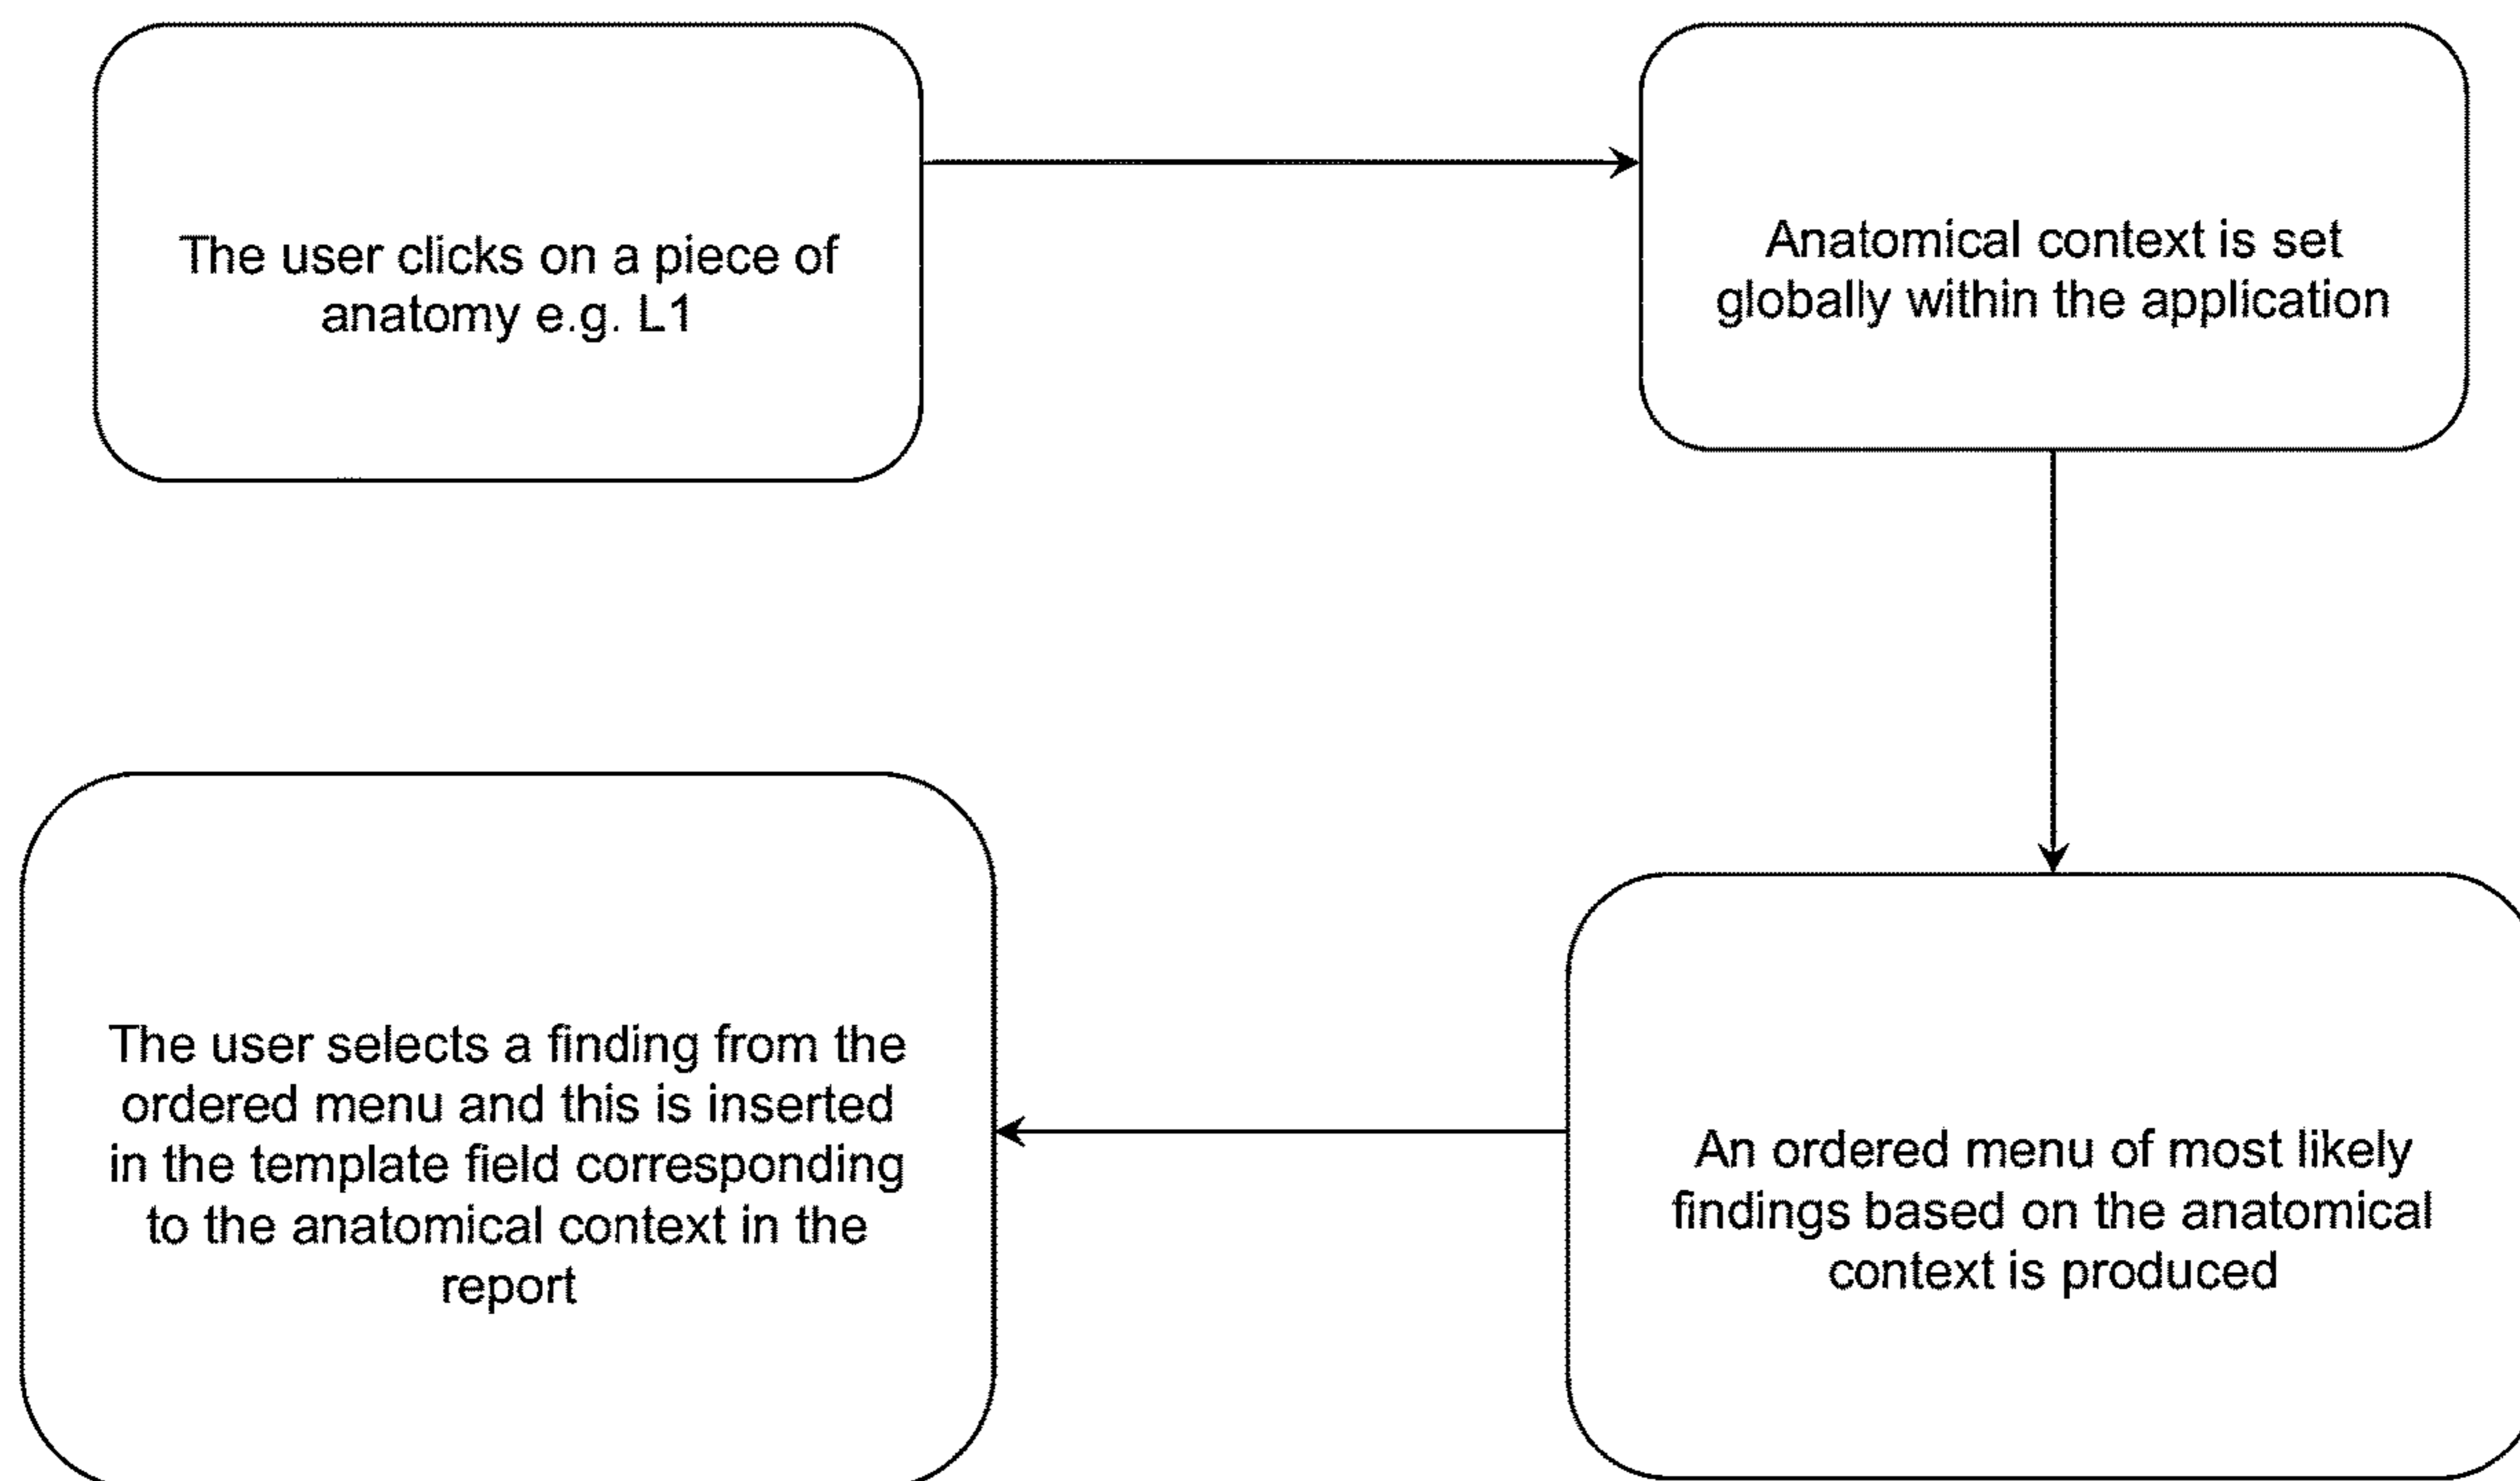 The user clicks on a piece of
anatomy e.g. L1
Anatomical context is set
globally within the application
An ordered menu of most likely
findings based on the anatomical
context is produced
The user selects a finding from the
ordered menu and this is inserted
in the template field corresponding
to the anatomical context in the
report